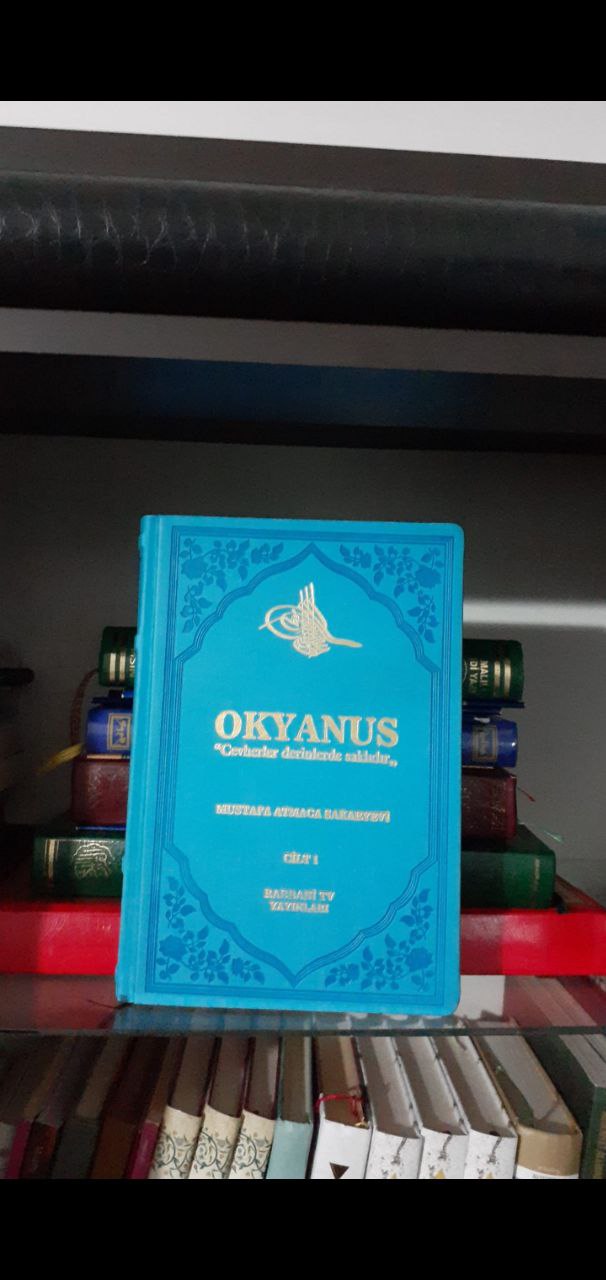 OKYANUS
“Cevherler derinlerde saklıdır„
MUSTAFA ATMACA SAKARYEVİ
CİLT 1
RABBANİ TV
YAYINLARI